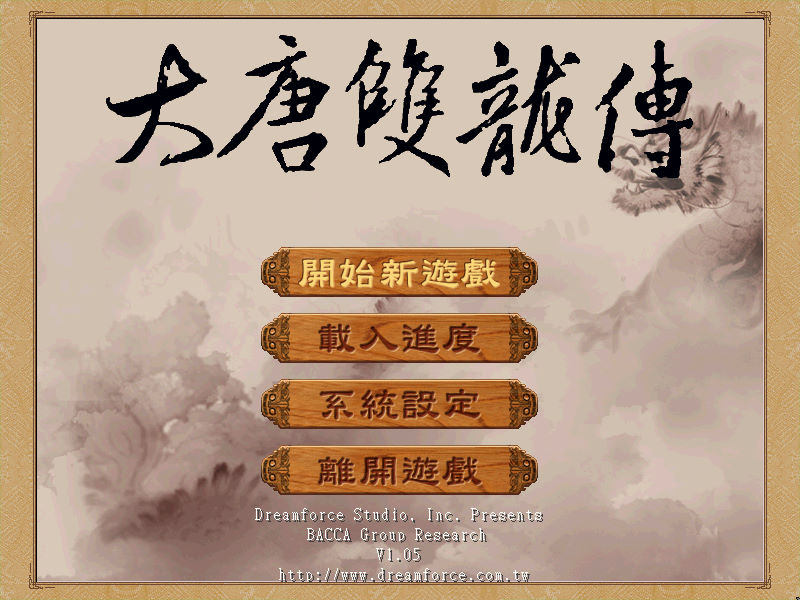 大唐雙龍傳
開始新遊戲
載入進度
系統設定
離開遊戲
Dreamforce Studio, Inc. Presents
BACCA Group Research
V1.05
http://www.dreamforce.com.tw